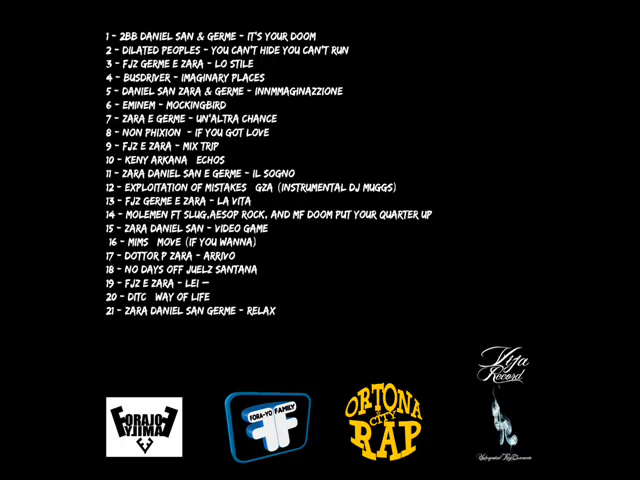 1 - 2BB DANIEL SAN & GERME - IT'S YOUR DOOM
2 - DILATED PEOPLES - YOU CAN'T HIDE YOU CAN'T RUN
3 - FJZ GERME E ZARA - LO STILE
4 - BUSDRIVER - IMAGINARY PLACES
5 - DANIEL SAN ZARA & GERME - INNMMAGINAZZIONE
6 - EMINEM - MOCKINGBIRD
7 - ZARA E GERME - UN'ALTRA CHANCE
8 - NON PHIXION - IF YOU GOT LOVE
9 - FJZ E ZARA - MIX TRIP
10 - KENY ARKANA ECHOS
11 - ZARA DANIEL SAN E GERME - IL SOGNO
12 - EXPLOITATION OF MISTAKES GZA (INSTRUMENTAL DJ MUGGS)
13 - FJZ GERME E ZARA - LA VITA
14 - MOLEMEN FT SLUG,AESOP ROCK, AND MF DOOM PUT YOUR QUARTER UP
15 - ZARA DANIEL SAN - VIDEO GAME
16 - MIMS MOVE (IF YOU WANNA)
17 - DOTTOR P ZARA - ARRIVO
18 - NO DAYS OFF JUELZ SANTANA
19 - FJZ E ZARA - LEI –
20 - DITC WAY OF LIFE
21 - ZARA DANIEL SAN GERME - RELAX
Vija
Record
FORAJOF
FAMILY
FORA-YO FAMILY
FF
ORTONA
CITY
RAP